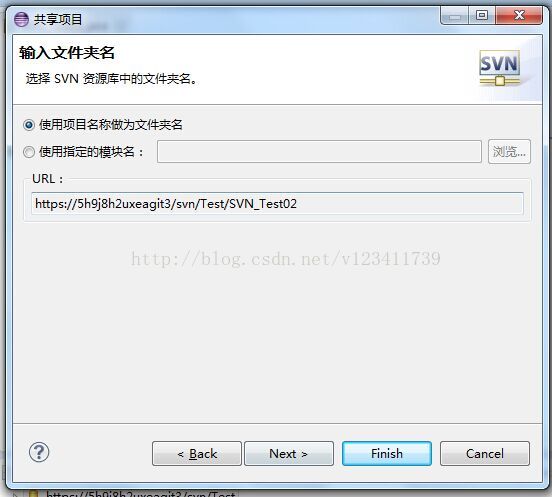 共享项目
输入文件夹名
选择 SVN 资源库中的文件夹名。
SVN
使用项目名称做为文件夹名
使用指定的模块名：
浏览...
URL：
https://5h9j8h2uxeagit3/svn/Test/SVN_Test02
http://blog.csdn.net/v123411739
?
< Back
Next >
Finish
Cancel
https://5h9j8h2uxeagit3/svn/Test